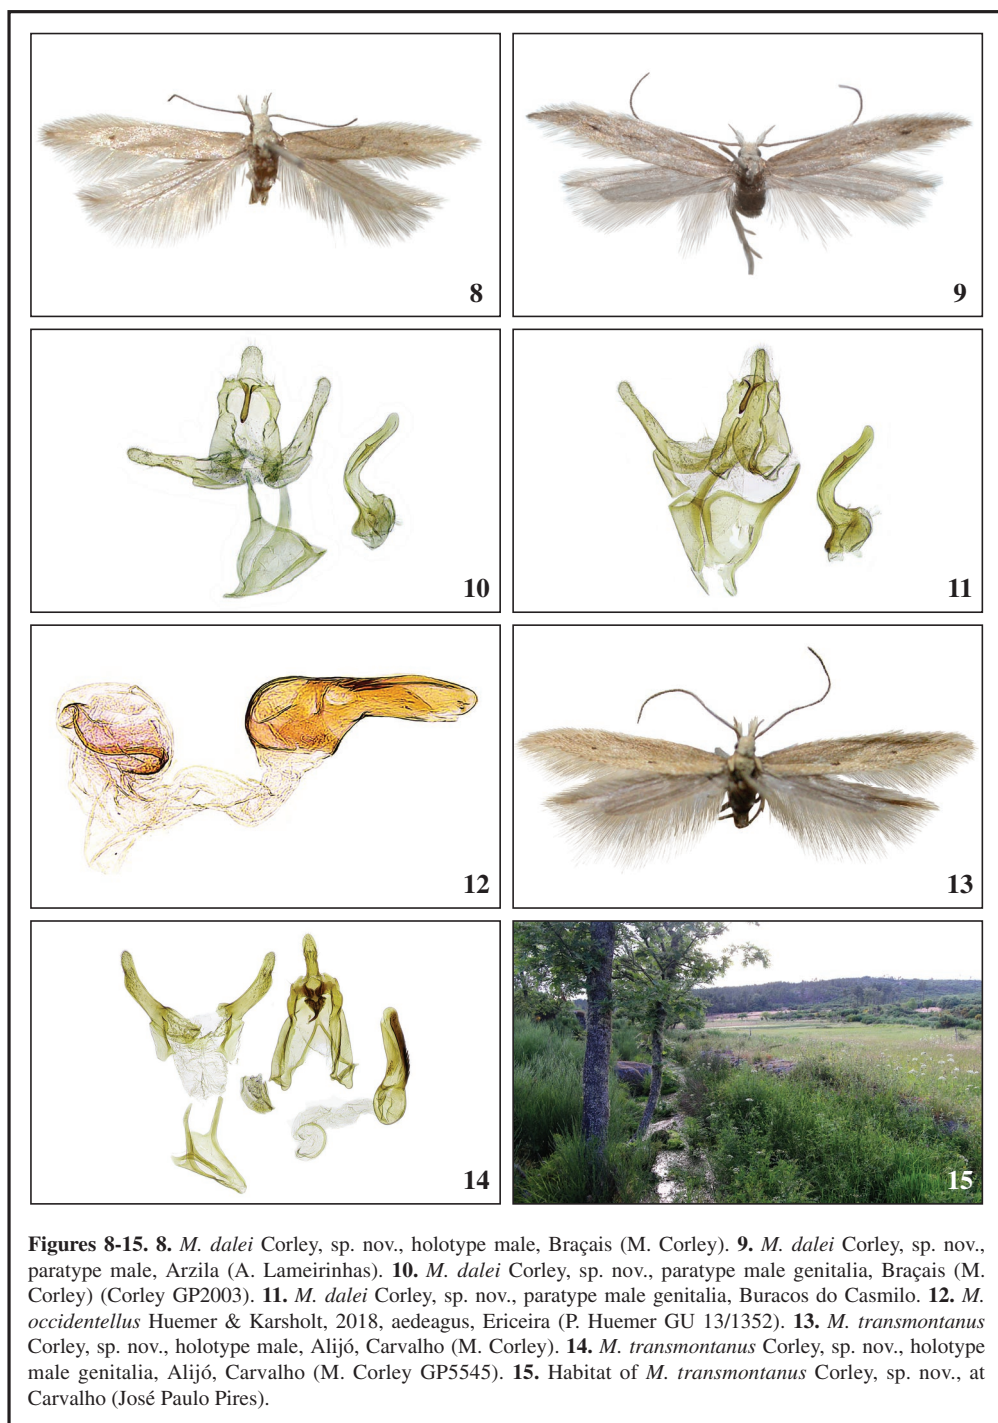 8
9
10
11
12
13
14
15
Figures 8-15. 8. M. dalei Corley, sp. nov., holotype male, Braçais (M. Corley). 9. M. dalei Corley, sp. nov.,
paratype male, Arzila (A. Lameirinhas). 10. M. dalei Corley, sp. nov., paratype male genitalia, Braçais (M.
Corley) (Corley GP2003). 11. M. dalei Corley, sp. nov., paratype male genitalia, Buracos do Casmilo. 12. M.
occidentellus Huemer & Karsholt, 2018, aedeagus, Ericeira (P. Huemer GU 13/1352). 13. M. transmontanus
Corley, sp. nov., holotype male, Alijó, Carvalho (M. Corley). 14. M. transmontanus Corley, sp. nov., holotype
male genitalia, Alijó, Carvalho (M. Corley GP5545). 15. Habitat of M. transmontanus Corley, sp. nov., at
Carvalho (José Paulo Pires).